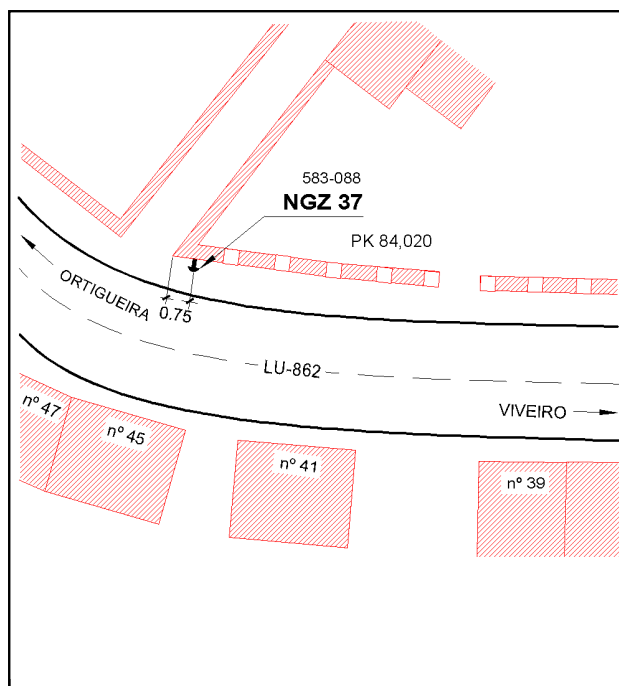 583-088
NGZ 37
PK 84,020
ORTIGUEIRA
0.75
LU-862
VIVEIRO
nº 47
nº 45
nº 41
nº 39